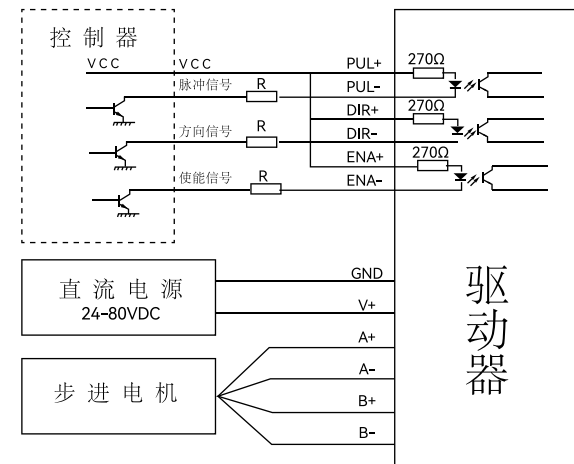 控制器
VCC VCC PUL+ 270Ω
脉冲信号 R PUL-
DIR+ 270Ω
方向信号 R DIR-
ENA+ 270Ω
使能信号 R ENA-
直流电源
24-80VDC
GND
V+
A+
步进电机
A-
B+
B-
驱动器